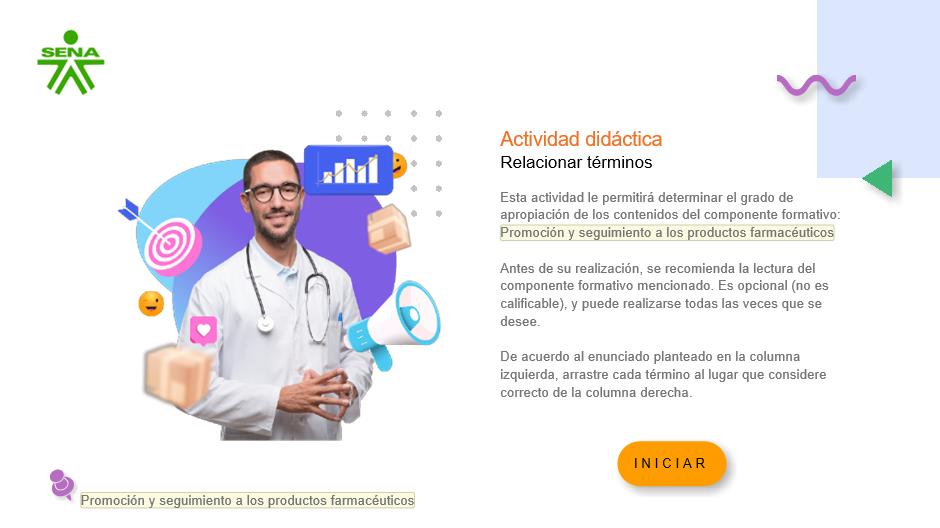 SENA
Actividad didáctica
Relacionar términos
Esta actividad le permitirá determinar el grado de
apropiación de los contenidos del componente formativo:
Promoción y seguimiento a los productos farmacéuticos
Antes de su realización, se recomienda la lectura del
componente formativo mencionado. Es opcional (no es
calificable), y puede realizarse todas las veces que se
desee.
De acuerdo al enunciado planteado en la columna
izquierda, arrastre cada término al lugar que considere
correcto de la columna derecha.
INICIAR
Promoción y seguimiento a los productos farmacéuticos